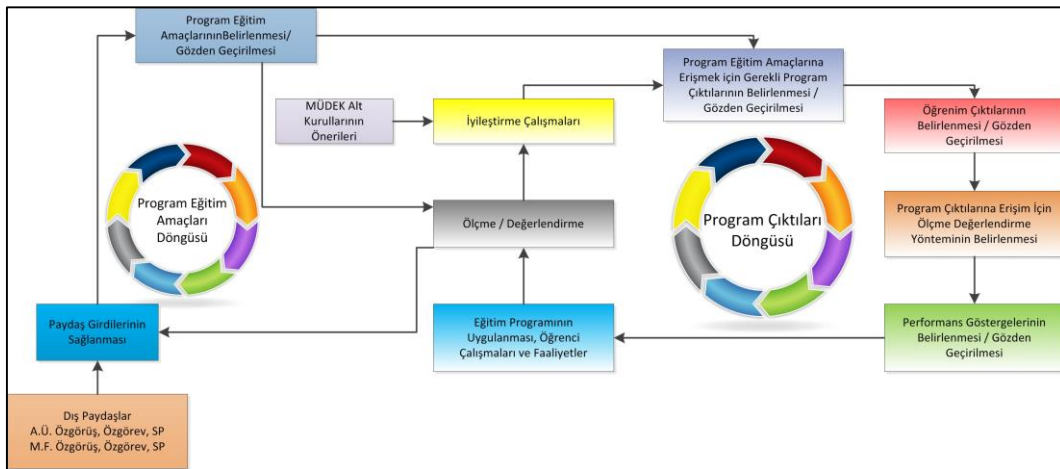 Program Eğitim
AmaçlarınınBelirlenmesi/
Gözden Geçirilmesi
Program Eğitim Amaçlarına
Erişmek için Gerekli Program
Çıktılarının Belirlenmesi /
Gözden Geçirilmesi
MÜDEK Alt
Kurullarının
Önerileri
İyileştirme Çalışmaları
Öğrenim Çıktılarının
Belirlenmesi / Gözden
Geçirilmesi
Program Eğitim
Amaçları
Döngüsü
Ölçme / Değerlendirme
Program Çıktıları
Döngüsü
Program Çıktılarına Erişim İçin
Ölçme Değerlendirme
Yönteminin Belirlenmesi
Paydaş Girdilerinin
Sağlanması
Eğitim Programının
Uygulanması, Öğrenci
Çalışmaları ve Faaliyetler
Performans Göstergelerinin
Belirlenmesi / Gözden
Geçirilmesi
Dış Paydaşlar
A.Ü. Özgörüş, Özgörev, SP
M.F. Özgörüş, Özgörev, SP